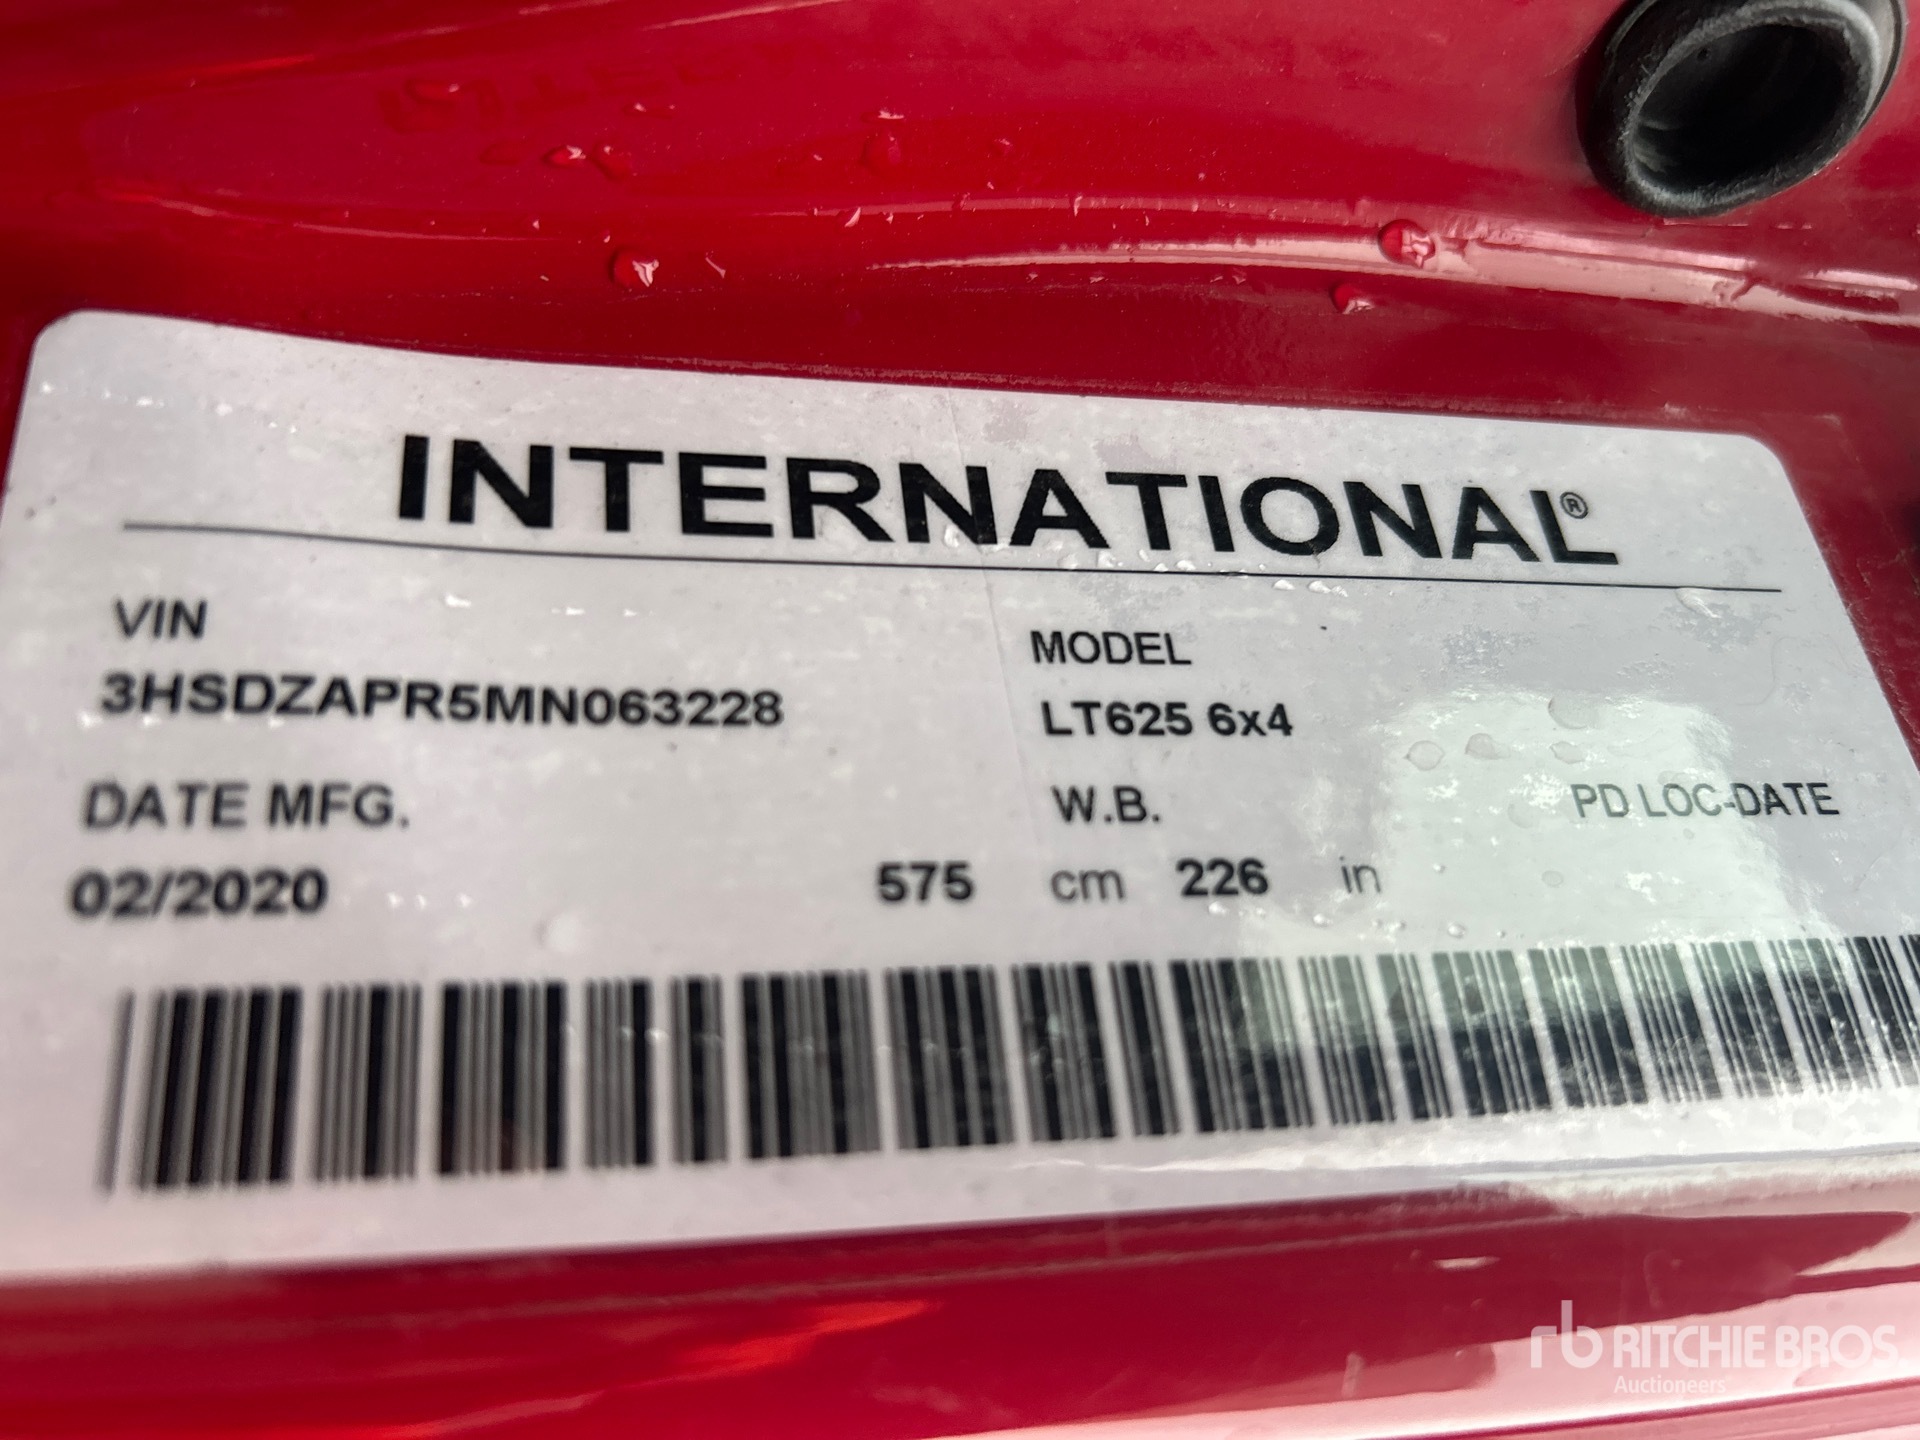 INTERNATIONAL®
VIN
3HSDZAPR5MN063228
MODEL
LT625 6x4
DATE MFG.
02/2020
W.B.
575 cm 226 in
PD LOC-DATE
rb RITCHIE BROS.
Auctioneers